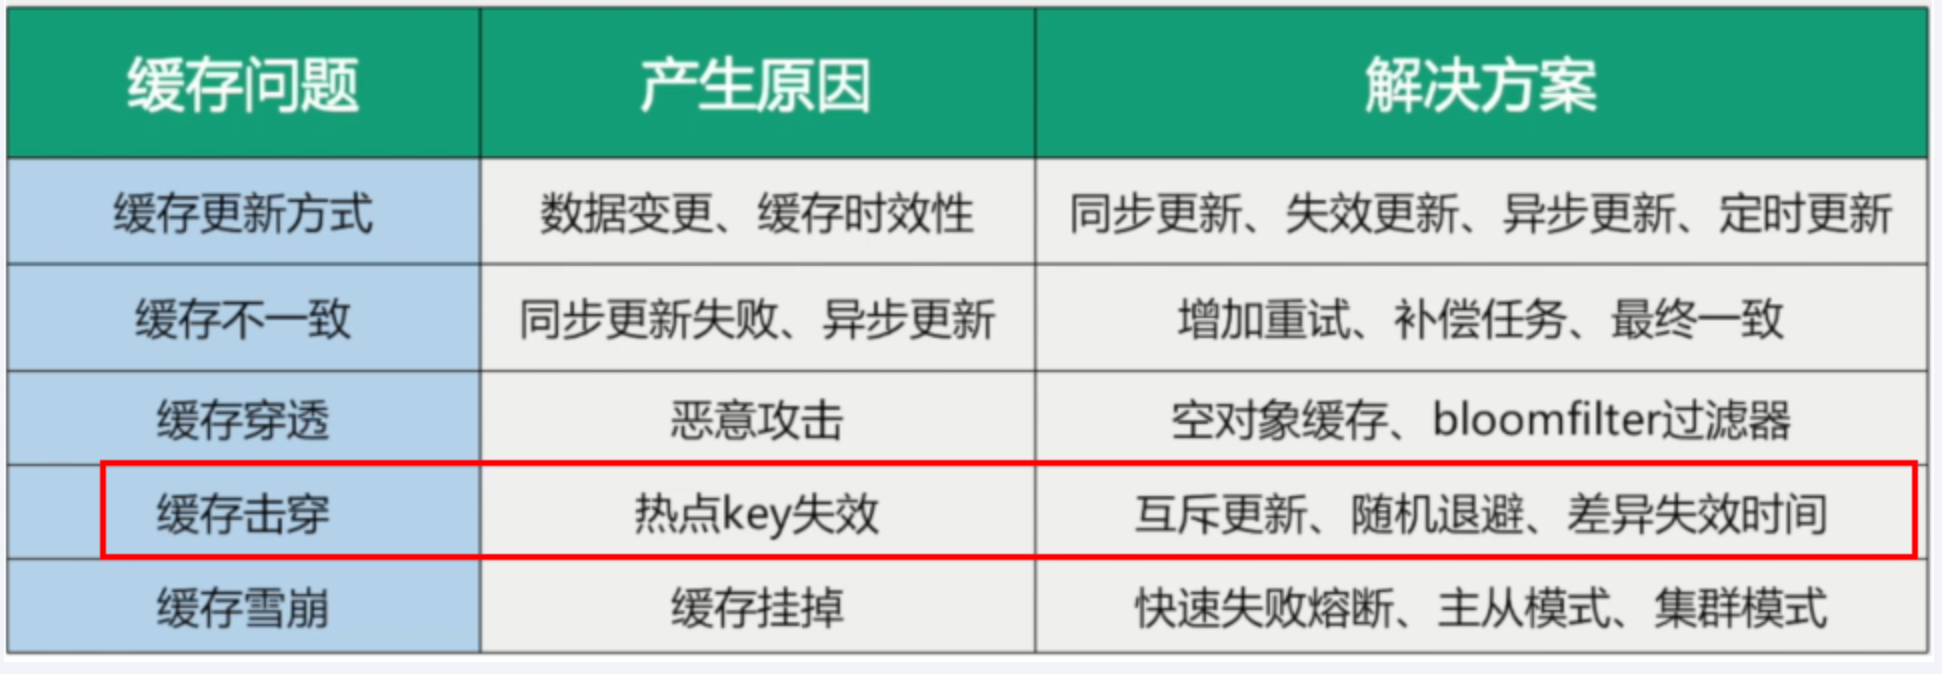 缓存问题 产生原因 解决方案
缓存更新方式 数据变更、缓存时效性 同步更新、失效更新、异步更新、定时更新
缓存不一致 同步更新失败、异步更新 增加重试、补偿任务、最终一致
缓存穿透 恶意攻击 空对象缓存、bloomfilter过滤器
缓存击穿 热点key失效 互斥更新、随机退避、差异失效时间
缓存雪崩 缓存挂掉 快速失败熔断、主从模式、集群模式